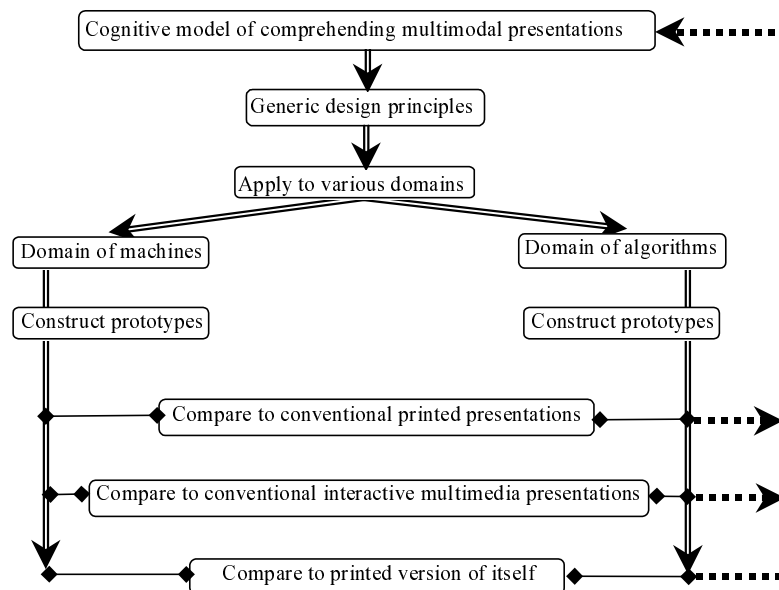 Cognitive model of comprehending multimodal presentations
Generic design principles
Apply to various domains
Domain of machines
Domain of algorithms
Construct prototypes
Construct prototypes
Compare to conventional printed presentations
Compare to conventional interactive multimedia presentations
Compare to printed version of itself